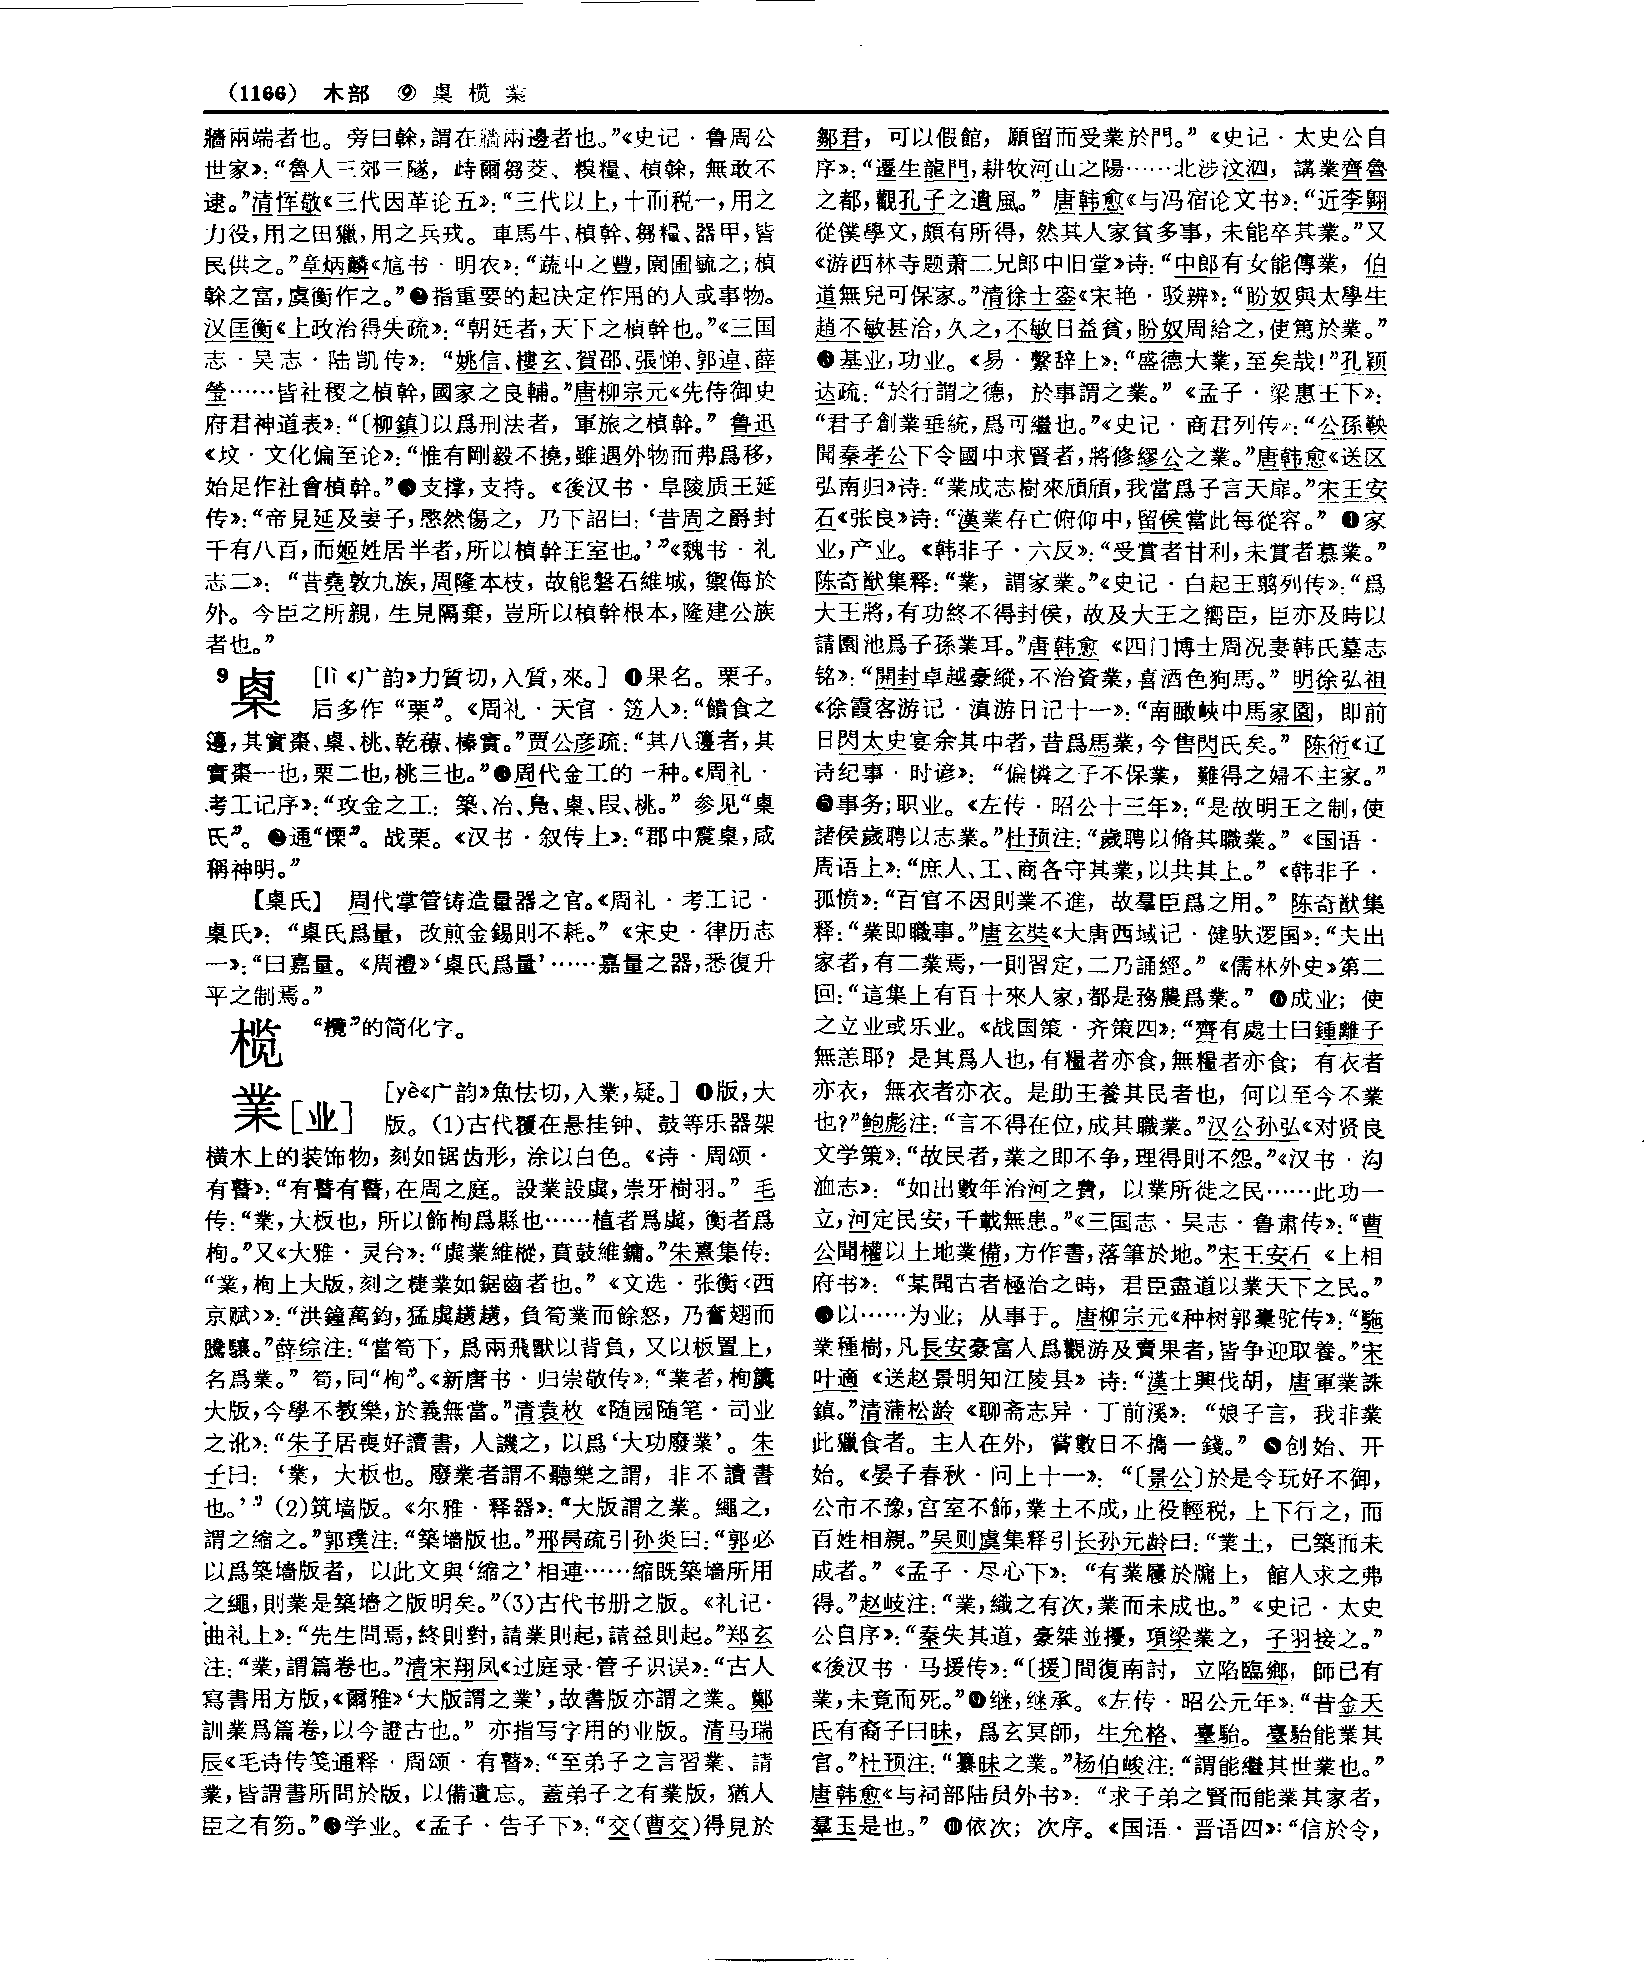 （1166） 木部 ⑨ 㮚 榄 業
牆兩端者也。旁曰榦，謂在牆兩邊者也。”《史记·鲁周公
世家》：“魯人三郊三隧，峙爾芻茭、糗糧、楨榦，無敢不
逮。”清恽敬《三代因革论五》：“三代以上，十而税一，用之
力役，用之田獵，用之兵戎。車馬牛、楨幹、芻糧、器甲，皆
民供之。”章炳麟《訄书·明农》：“蔬屮之豐，園圃毓之；楨
榦之富，虞衡作之。”❷指重要的起决定作用的人或事物。
汉匡衡《上政治得失疏》：“朝廷者，天下之楨幹也。”《三国
志·吴志·陆凯传》：“姚信、樓玄、賀邵、張悌、郭逴、薛
瑩……皆社稷之楨幹，國家之良輔。”唐柳宗元《先侍御史
府君神道表》：“〔柳鎮〕以爲刑法者，軍旅之楨幹。”鲁迅
《坟·文化偏至论》：“惟有剛毅不撓，雖遇外物而弗爲移，
始足作社會楨幹。”❸支撑，支持。《後汉书·阜陵质王延
传》：“帝見延及妻子，愍然傷之，乃下詔曰：‘昔周之爵封
千有八百，而姬姓居半者，所以楨幹王室也。’”《魏书·礼
志二》：“昔堯敦九族，周隆本枝，故能磐石維城，禦侮於
外。今臣之所親，生見隔棄，豈所以楨幹根本，隆建公族
者也。”
9 㮚 [lì《广韵》力質切，入質，來。] ❶果名。栗子。
后多作“栗”。《周礼·天官·笾人》：“饋食之
籩，其實棗、㮚、桃、乾䕩、榛實。”贾公彦疏：“其八籩者，其
實棗一也，栗二也，桃三也。”❷周代金工的一种。《周礼·
考工记序》：“攻金之工：築、冶、鳧、㮚、段、桃。”参见“㮚
氏”。❸通“慄”。战栗。《汉书·叙传上》：“郡中震㮚，咸
稱神明。”
【㮚氏】 周代掌管铸造量器之官。《周礼·考工记·
㮚氏》：“㮚氏爲量，改煎金錫則不耗。”《宋史·律历志
一》：“曰嘉量。《周禮》‘㮚氏爲量’……嘉量之器，悉復升
平之制焉。”
榄 “欖”的简化字。
業[业] [yè《广韵》魚怯切，入業，疑。] ❶版，大
版。(1)古代覆在悬挂钟、鼓等乐器架
横木上的装饰物，刻如锯齿形，涂以白色。《诗·周颂·
有瞽》：“有瞽有瞽，在周之庭。設業設虡，崇牙樹羽。”毛
传：“業，大板也，所以飾栒爲縣也……植者爲虡，衡者爲
栒。”又《大雅·灵台》：“虡業維樅，賁鼓維鏞。”朱熹集传：
“業，栒上大版，刻之㨗業如鋸齒者也。”《文选·张衡〈西
京赋〉》：“洪鐘萬鈞，猛虡趪趪，負筍業而餘怒，乃奮翅而
騰驤。”薛综注：“當筍下，爲兩飛獸以背負，又以板置上，
名爲業。”筍，同“栒”。《新唐书·归崇敬传》：“業者，栒簴
大版，今學不教樂，於義無當。”清袁枚《随园随笔·司业
之讹》：“朱子居喪好讀書，人譏之，以爲‘大功廢業’。朱
子曰：‘業，大板也。廢業者謂不聽樂之謂，非不讀書
也。’”(2)筑墙版。《尔雅·释器》：“大版謂之業。繩之，
謂之縮之。”郭璞注：“築墻版也。”邢昺疏引孙炎曰：“郭必
以爲築墻版者，以此文與‘縮之’相連……縮既築墻所用
之繩，則業是築墻之版明矣。”(3)古代书册之版。《礼记·
曲礼上》：“先生問焉，終則對，請業則起，請益則起。”郑玄
注：“業，謂篇卷也。”清宋翔凤《过庭录·管子识误》：“古人
寫書用方版，《爾雅》‘大版謂之業’，故書版亦謂之業。鄭
訓業爲篇卷，以今證古也。”亦指写字用的业版。清马瑞
辰《毛诗传笺通释·周颂·有瞽》：“至弟子之言習業、請
業，皆謂書所問於版，以備遺忘。蓋弟子之有業版，猶人
臣之有笏。”❷学业。《孟子·告子下》：“交(曹交)得見於
鄒君，可以假館，願留而受業於門。”《史记·太史公自
序》：“遷生龍門，耕牧河山之陽……北涉汶泗，講業齊魯
之都，觀孔子之遺風。”唐韩愈《与冯宿论文书》：“近李翱
從僕學文，頗有所得，然其人家貧多事，未能卒其業。”又
《游西林寺题萧二兄郎中旧堂》诗：“中郎有女能傳業，伯
道無兒可保家。”清徐士銮《宋艳·驳辨》：“盼奴與太學生
趙不敏甚洽，久之，不敏日益貧，盼奴周給之，使篤於業。”
❸基业，功业。《易·繫辞上》：“盛德大業，至矣哉！”孔颖
达疏：“於行謂之德，於事謂之業。”《孟子·梁惠王下》：
“君子創業垂統，爲可繼也。”《史记·商君列传》：“公孫鞅
聞秦孝公下令國中求賢者，將修繆公之業。”唐韩愈《送区
弘南归》诗：“業成志樹來頎頎，我當爲子言天扉。”宋王安
石《张良》诗：“漢業存亡俯仰中，留侯當此每從容。”❹家
业，产业。《韩非子·六反》：“受賞者甘利，未賞者慕業。”
陈奇猷集释：“業，謂家業。”《史记·白起王翦列传》：“爲
大王將，有功終不得封侯，故及大王之嚮臣，臣亦及時以
請園池爲子孫業耳。”唐韩愈《四门博士周况妻韩氏墓志
铭》：“開封卓越豪縱，不治資業，喜酒色狗馬。”明徐弘祖
《徐霞客游记·滇游日记十一》：“南瞰峽中馬家園，即前
日閃太史宴余其中者，昔爲馬業，今售閃氏矣。”陈衍《辽
诗纪事·时谚》：“偏憐之子不保業，難得之婦不主家。”
❺事务；职业。《左传·昭公十三年》：“是故明王之制，使
諸侯歲聘以志業。”杜预注：“歲聘以脩其職業。”《国语·
周语上》：“庶人、工、商各守其業，以共其上。”《韩非子·
孤愤》：“百官不因則業不進，故羣臣爲之用。”陈奇猷集
释：“業即職事。”唐玄奘《大唐西域记·健驮逻国》：“夫出
家者，有二業焉，一則習定，二乃誦經。”《儒林外史》第二
回：“這集上有百十來人家，都是務農爲業。”❻成业；使
之立业或乐业。《战国策·齐策四》：“齊有處士曰鍾離子
無恙耶？是其爲人也，有糧者亦食，無糧者亦食；有衣者
亦衣，無衣者亦衣。是助王養其民者也，何以至今不業
也？”鲍彪注：“言不得在位，成其職業。”汉公孙弘《对贤良
文学策》：“故民者，業之即不争，理得則不怨。”《汉书·沟
洫志》：“如出數年治河之費，以業所徙之民……此功一
立，河定民安，千載無患。”《三国志·吴志·鲁肃传》：“曹
公聞權以土地業備，方作書，落筆於地。”宋王安石《上相
府书》：“某聞古者極治之時，君臣盡道以業天下之民。”
❼以……为业；从事于。唐柳宗元《种树郭橐驼传》：“駞
業種樹，凡長安豪富人爲觀游及賣果者，皆争迎取養。”宋
叶適《送赵景明知江陵县》诗：“漢士興伐胡，唐軍業誅
鎮。”清蒲松龄《聊斋志异·丁前溪》：“娘子言，我非業
此獵食者。主人在外，嘗數日不攜一錢。”❽创始、开
始。《晏子春秋·问上十一》：“〔景公〕於是令玩好不御，
公市不豫，宫室不飾，業土不成，止役輕税，上下行之，而
百姓相親。”吴则虞集释引长孙元龄曰：“業土，已築而未
成者。”《孟子·尽心下》：“有業屨於牖上，館人求之弗
得。”赵岐注：“業，織之有次，業而未成也。”《史记·太史
公自序》：“秦失其道，豪桀並擾，項梁業之，子羽接之。”
《後汉书·马援传》：“〔援〕間復南討，立陷臨鄉，師已有
業，未竟而死。”❾继，继承。《左传·昭公元年》：“昔金天
氏有裔子曰昧，爲玄冥師，生允格、臺駘。臺駘能業其
官。”杜预注：“纂昧之業。”杨伯峻注：“謂能繼其世業也。”
唐韩愈《与祠部陆员外书》：“求子弟之賢而能業其家者，
羣玉是也。”❿依次；次序。《国语·晋语四》：“信於令，